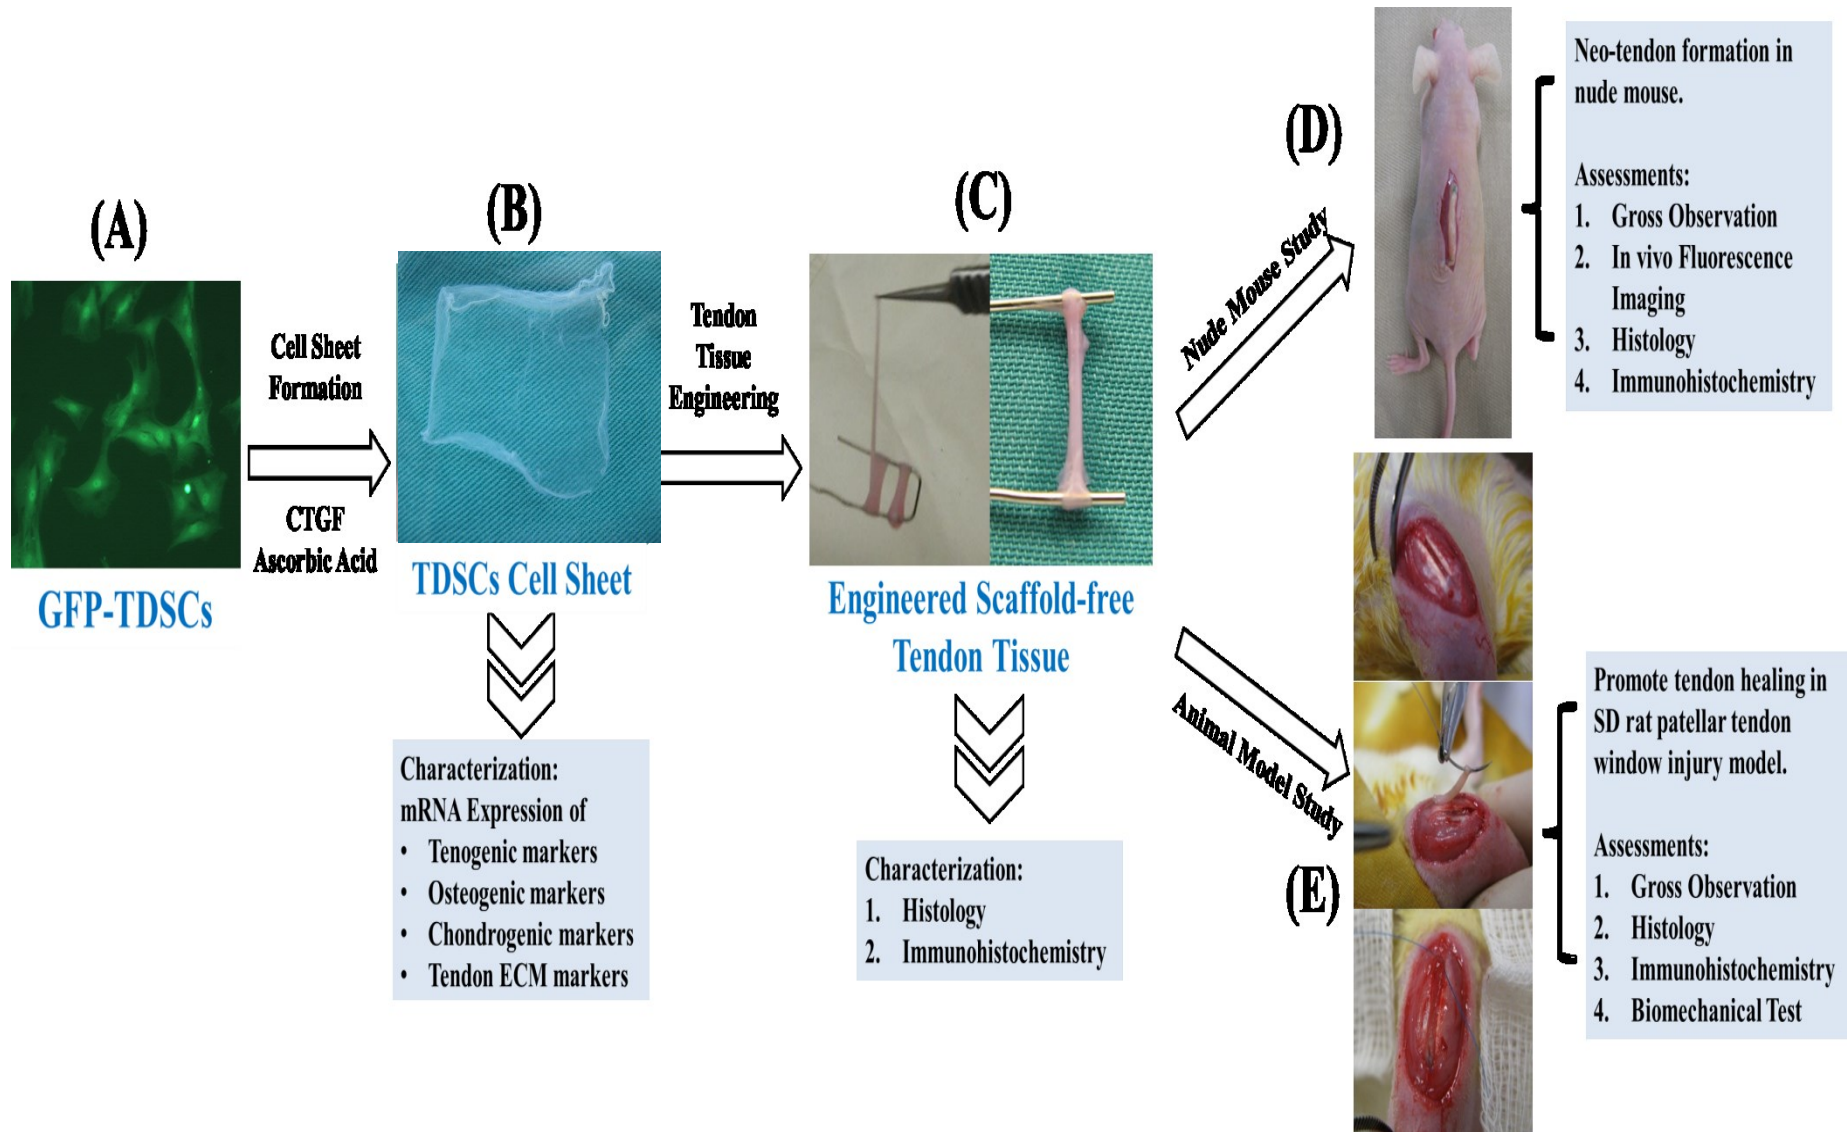 (A)
GFP-TDSCs
Cell Sheet
Formation
CTGF
Ascorbic Acid
(B)
TDSCs Cell Sheet
Characterization:
mRNA Expression of
• Tenogenic markers
• Osteogenic markers
• Chondrogenic markers
• Tendon ECM markers
Tendon
Tissue
Engineering
(C)
Engineered Scaffold-free
Tendon Tissue
Characterization:
1. Histology
2. Immunohistochemistry
Nude Mouse Study
(D)
Neo-tendon formation in
nude mouse.
Assessments:
1. Gross Observation
2. In vivo Fluorescence
Imaging
3. Histology
4. Immunohistochemistry
Animal Model Study
(E)
Promote tendon healing in
SD rat patellar tendon
window injury model.
Assessments:
1. Gross Observation
2. Histology
3. Immunohistochemistry
4. Biomechanical Test